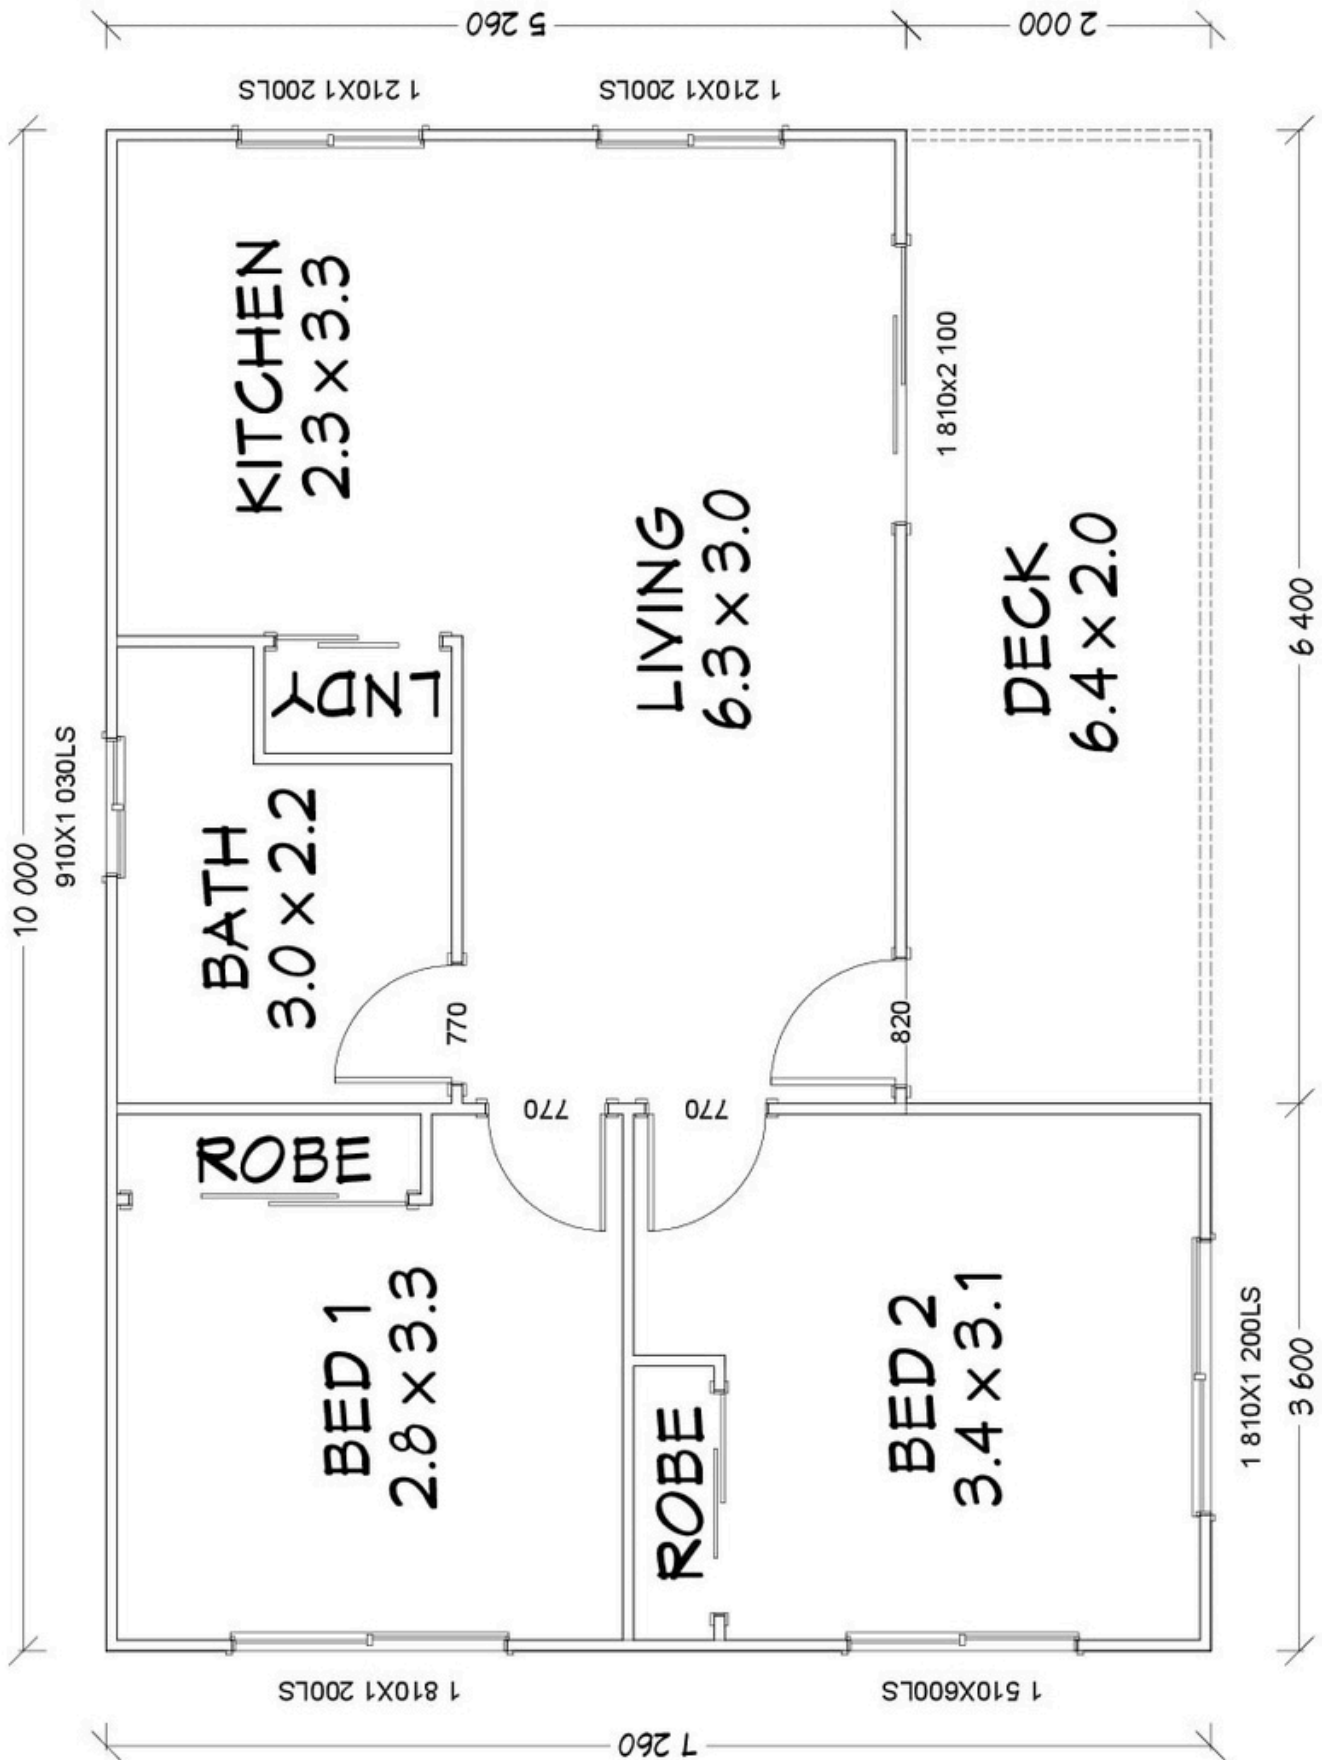 5 260
2 000
1 210X1 200LS
1 210X1 200LS
10 000
910X1 030LS
KITCHEN
2.3 x 3.3
1 810x2 100
LIVING
6.3 x 3.0
LNDY
DECK
6.4 x 2.0
6 400
BATH
3.0 x 2.2
770
820
770
770
ROBE
BED 1
2.8 x 3.3
ROBE
BED 2
3.4 x 3.1
1 810X1 200LS
3 600
1 810X1 200LS
1 510X600LS
7 260